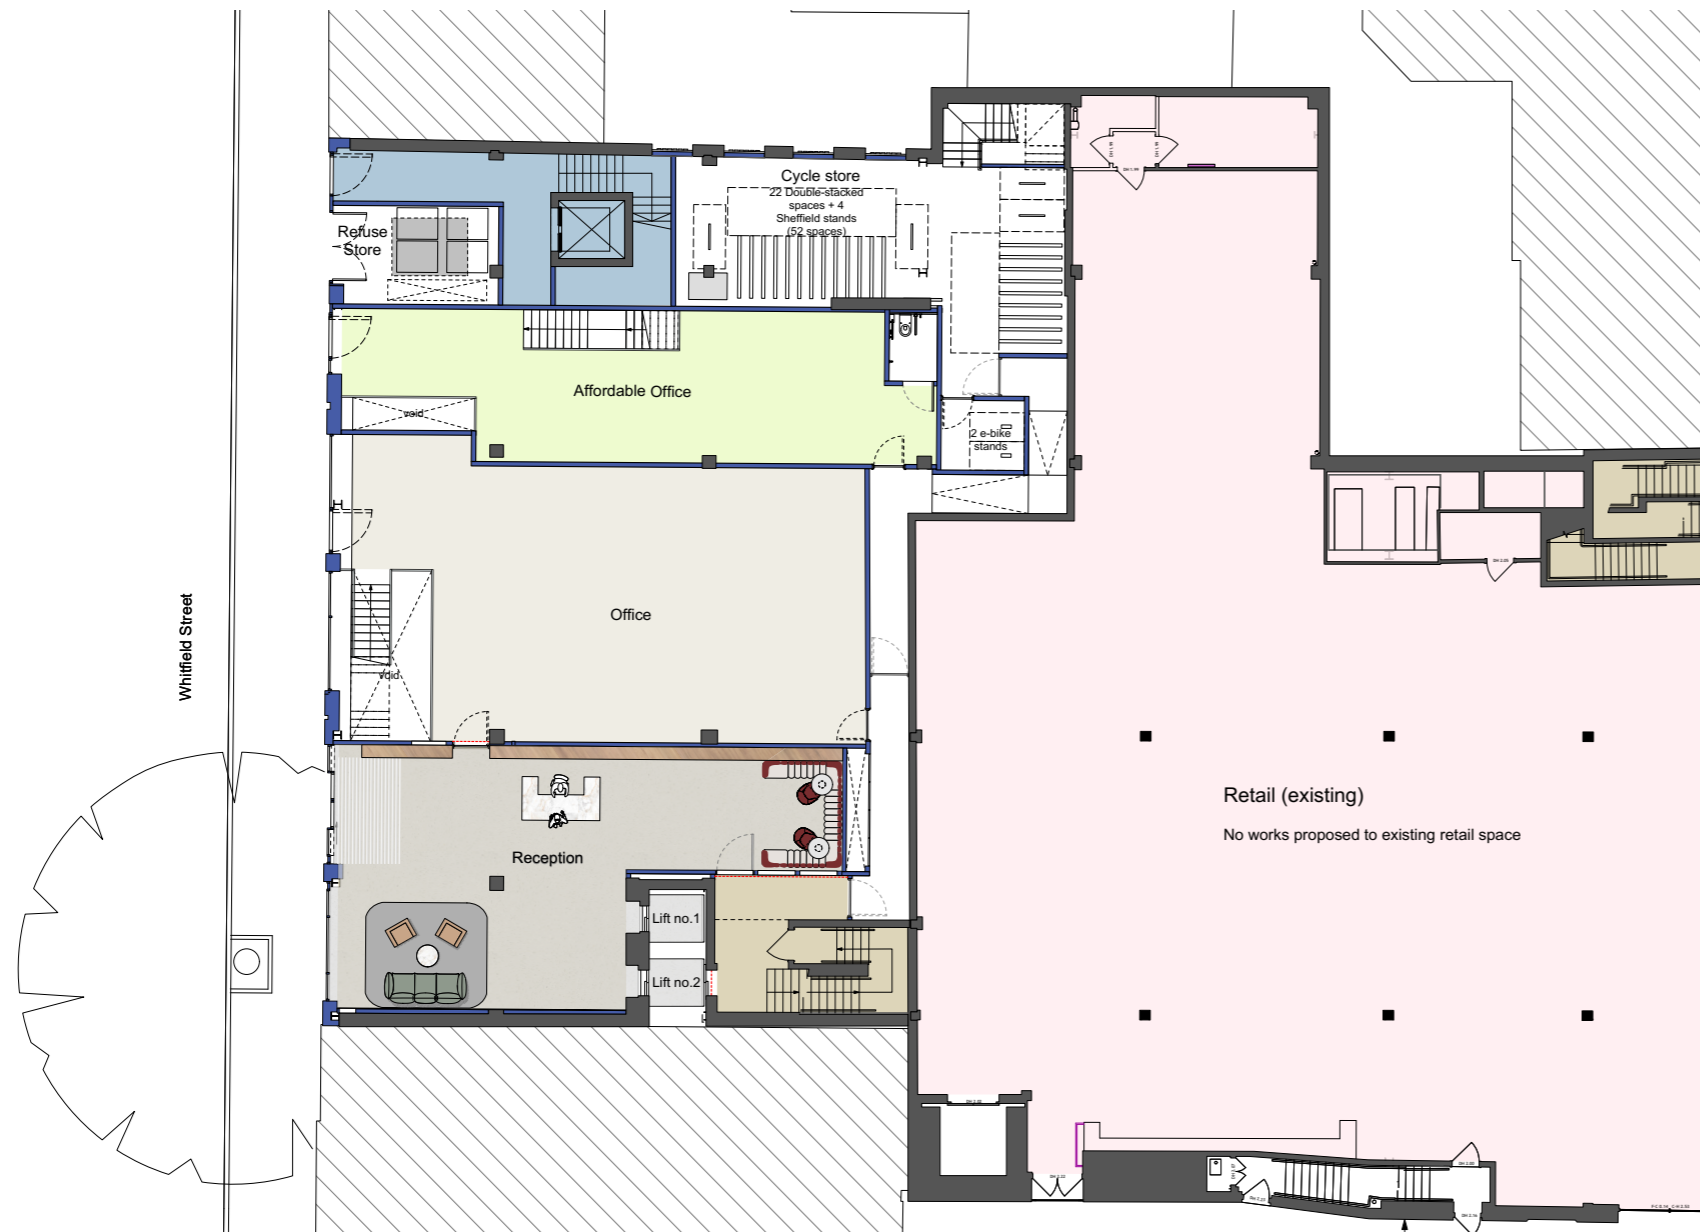 Cycle store
22 Double-stacked
spaces + 4
Sheffield stands
(52 spaces)
Refuse
Store
Affordable Office
void
2 e-bike
stands
Office
void
Whitfield Street
Reception
Lift no.1
Lift no.2
Retail (existing)
No works proposed to existing retail space